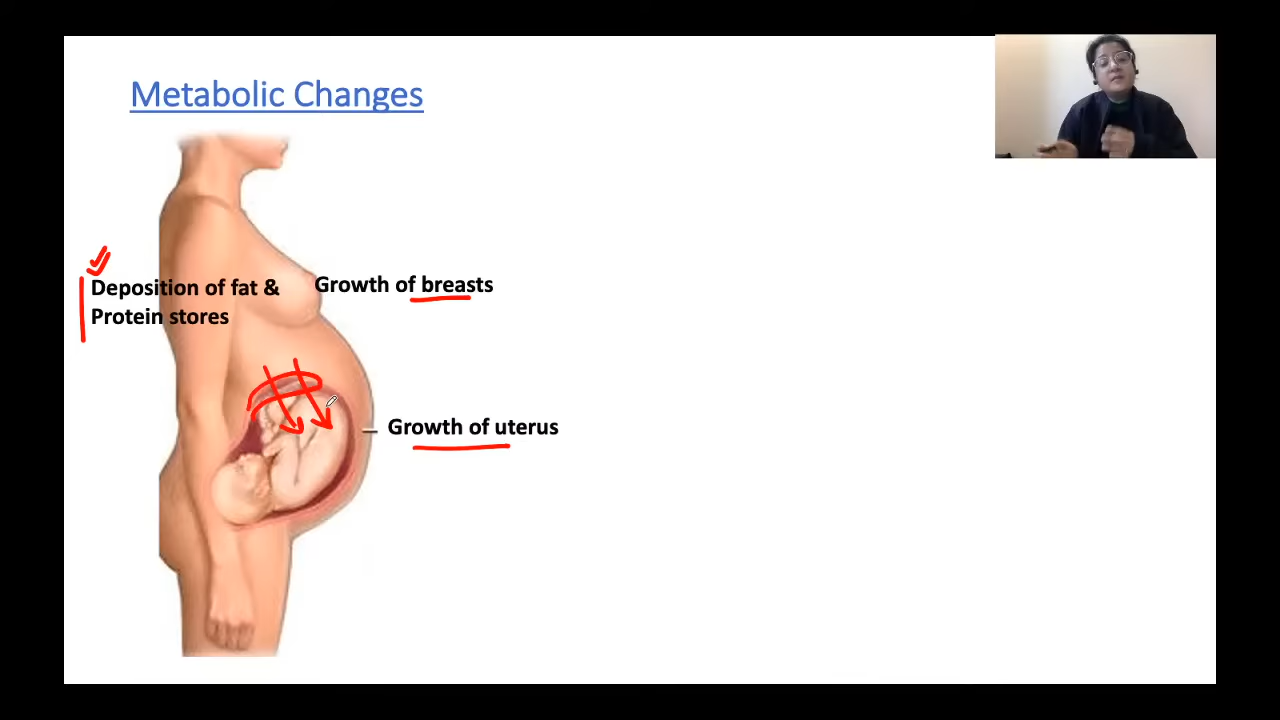 Metabolic Changes
Deposition of fat &
Protein stores
Growth of breasts
Growth of uterus